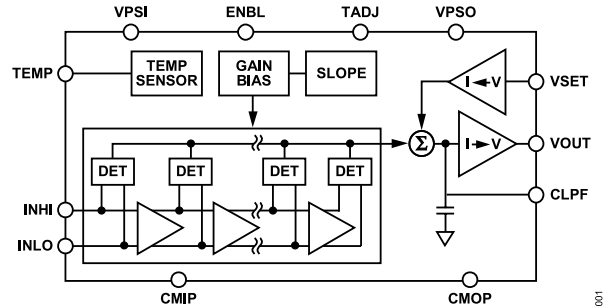 VPSI ENBL TADJ VPSO
TEMP
TEMP SENSOR
GAIN BIAS
SLOPE
I V
VSET
Σ
I V
VOUT
DET DET DET DET
CLPF
INHI
INLO
CMIP CMOP
001